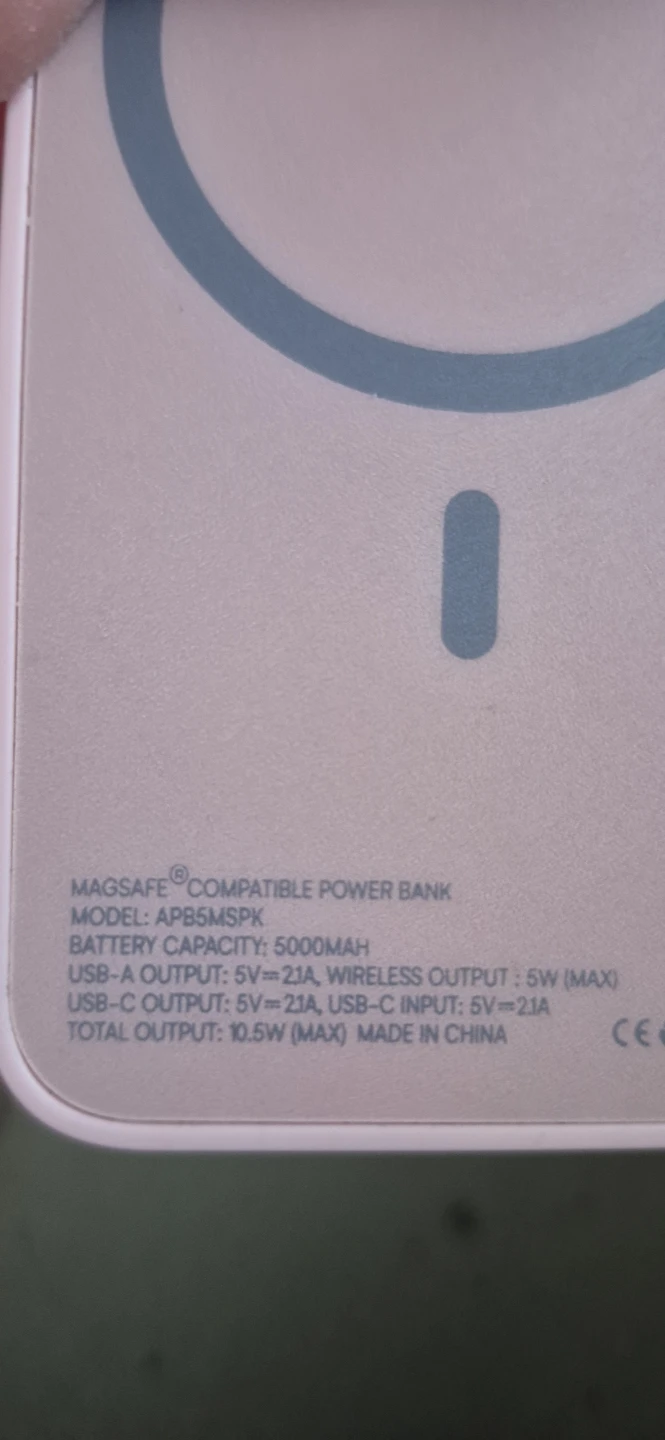 MAGSAFE® COMPATIBLE POWER BANK
MODEL: APB5MSPK
BATTERY CAPACITY: 5000MAH
USB-A OUTPUT: 5V⎓2.1A, WIRELESS OUTPUT : 5W (MAX)
USB-C OUTPUT: 5V⎓2.1A, USB-C INPUT: 5V⎓2.1A
TOTAL OUTPUT: 10.5W (MAX) MADE IN CHINA CE